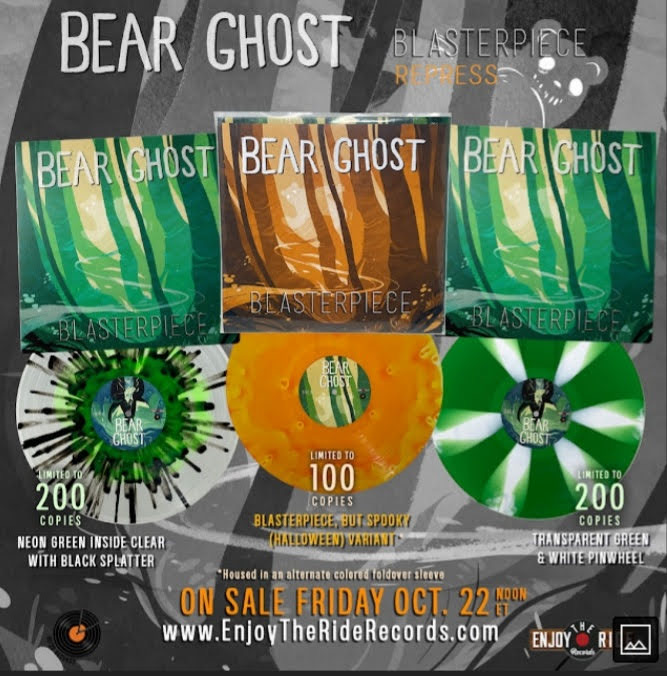 BEAR GHOST
BLASTERPIECE
REPRESS
BEAR GHOST
BLASTERPIECE
BEAR GHOST
BLASTERPIECE
BEAR GHOST
BLASTERPIECE
BEAR
GHOST
LIMITED TO
200
COPIES
NEON GREEN INSIDE CLEAR
WITH BLACK SPLATTER
BEAR
GHOST
LIMITED TO
100
COPIES
BLASTERPIECE, BUT SPOOKY
(HALLOWEEN) VARIANT*
BEAR
GHOST
LIMITED TO
200
COPIES
TRANSPARENT GREEN
& WHITE PINWHEEL
*Housed in an alternate colored foldover sleeve
ON SALE FRIDAY OCT. 22 NOON
ET
www.EnjoyTheRideRecords.com
ENJOY THE
Records